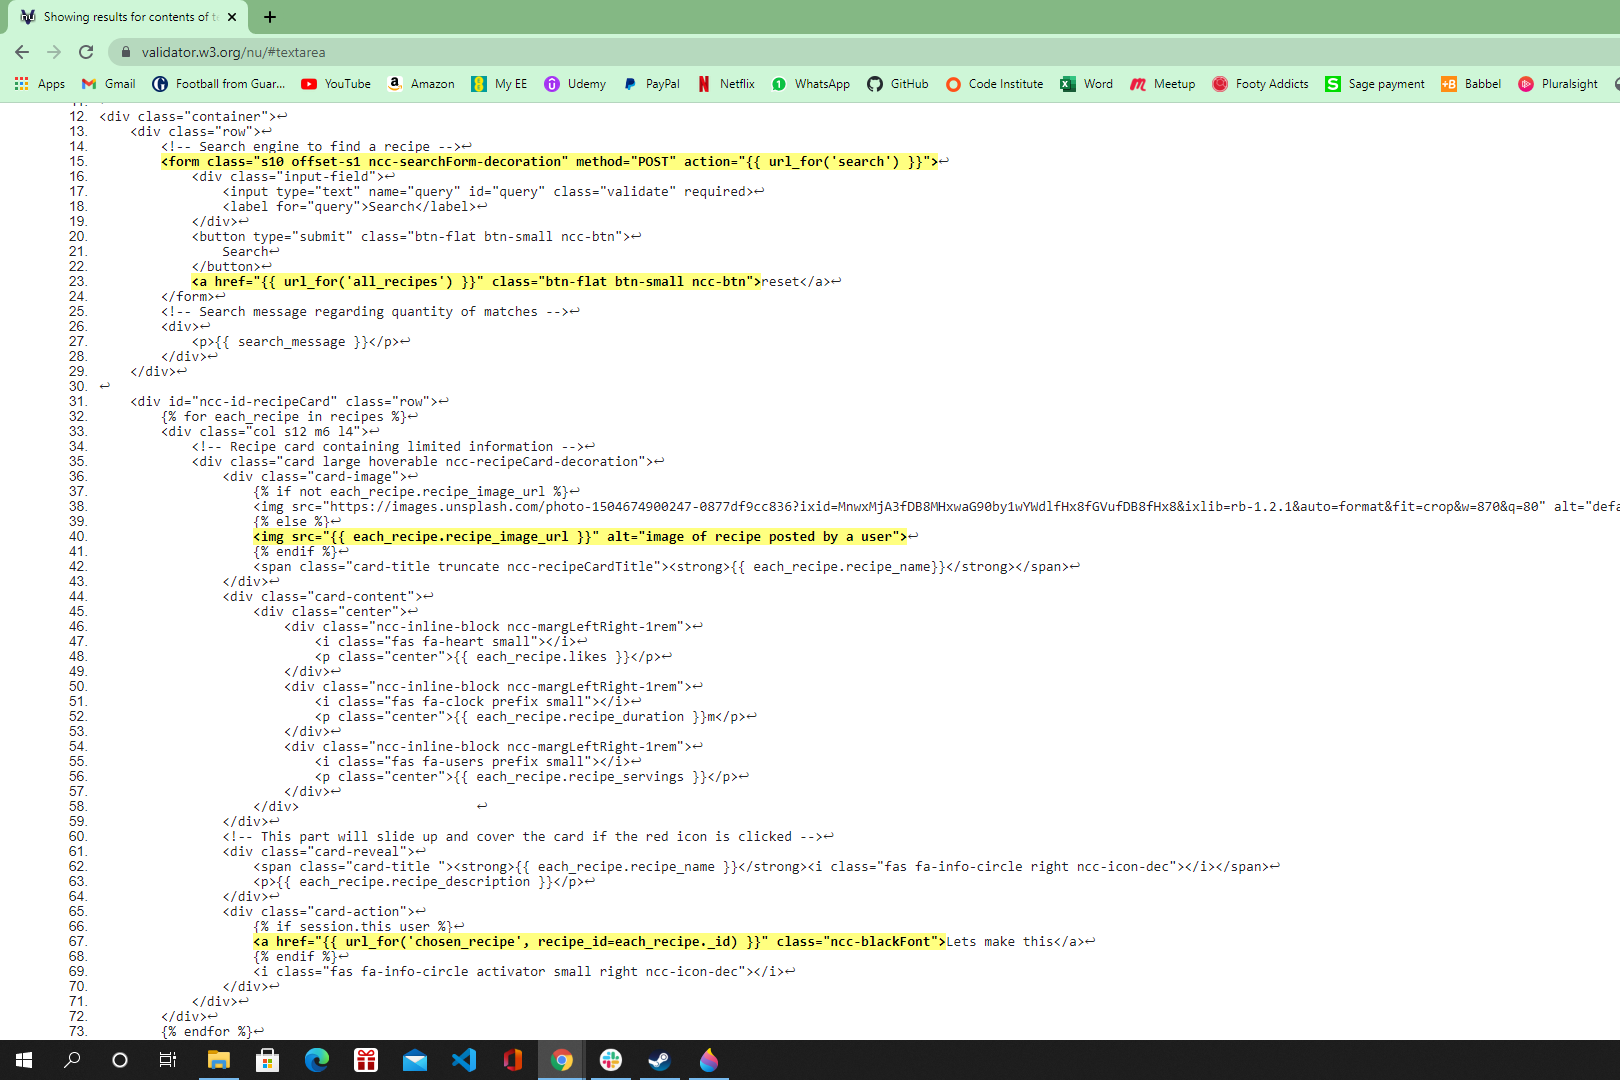 Showing results for contents of t
validator.w3.org/nu/#textarea
Apps Gmail Football from Guar... YouTube Amazon My EE Udemy PayPal Netflix WhatsApp GitHub Code Institute Word Meetup Footy Addicts Sage payment Babbel Pluralsight
12. <div class="container">↩
13. <div class="row">↩
14. <!-- Search engine to find a recipe -->↩
15. <form class="s10 offset-s1 ncc-searchForm-decoration" method="POST" action="{{ url_for('search') }}">↩
16. <div class="input-field">↩
17. <input type="text" name="query" id="query" class="validate" required>↩
18. <label for="query">Search</label>↩
19. </div>↩
20. <button type="submit" class="btn-flat btn-small ncc-btn">↩
21. Search↩
22. </button>↩
23. <a href="{{ url_for('all_recipes') }}" class="btn-flat btn-small ncc-btn">reset</a>↩
24. </form>↩
25. <!-- Search message regarding quantity of matches -->↩
26. <div>↩
27. <p>{{ search_message }}</p>↩
28. </div>↩
29. </div>↩
30. ↩
31. <div id="ncc-id-recipeCard" class="row">↩
32. {% for each_recipe in recipes %}↩
33. <div class="col s12 m6 l4">↩
34. <!-- Recipe card containing limited information -->↩
35. <div class="card large hoverable ncc-recipeCard-decoration">↩
36. <div class="card-image">↩
37. {% if not each_recipe.recipe_image_url %}↩
38. <img src="https://images.unsplash.com/photo-1504674900247-0877df9cc836?ixid=MnwxMjA3fDB8MHxwaG90by1wYWdlfHx8fGVufDB8fHx8&ixlib=rb-1.2.1&auto=format&fit=crop&w=870&q=80" alt="defa
39. {% else %}↩
40. <img src="{{ each_recipe.recipe_image_url }}" alt="image of recipe posted by a user">↩
41. {% endif %}↩
42. <span class="card-title truncate ncc-recipeCardTitle"><strong>{{ each_recipe.recipe_name}}</strong></span>↩
43. </div>↩
44. <div class="card-content">↩
45. <div class="center">↩
46. <div class="ncc-inline-block ncc-margLeftRight-1rem">↩
47. <i class="fas fa-heart small"></i>↩
48. <p class="center">{{ each_recipe.likes }}</p>↩
49. </div>↩
50. <div class="ncc-inline-block ncc-margLeftRight-1rem">↩
51. <i class="fas fa-clock prefix small"></i>↩
52. <p class="center">{{ each_recipe.recipe_duration }}m</p>↩
53. </div>↩
54. <div class="ncc-inline-block ncc-margLeftRight-1rem">↩
55. <i class="fas fa-users prefix small"></i>↩
56. <p class="center">{{ each_recipe.recipe_servings }}</p>↩
57. </div>↩
58. </div> ↩
59. </div>↩
60. <!-- This part will slide up and cover the card if the red icon is clicked -->↩
61. <div class="card-reveal">↩
62. <span class="card-title "><strong>{{ each_recipe.recipe_name }}</strong><i class="fas fa-info-circle right ncc-icon-dec"></i></span>↩
63. <p>{{ each_recipe.recipe_description }}</p>↩
64. </div>↩
65. <div class="card-action">↩
66. {% if session.this_user %}↩
67. <a href="{{ url_for('chosen_recipe', recipe_id=each_recipe._id) }}" class="ncc-blackFont">Lets make this</a>↩
68. {% endif %}↩
69. <i class="fas fa-info-circle activator small right ncc-icon-dec"></i>↩
70. </div>↩
71. </div>↩
72. </div>↩
73. {% endfor %}↩